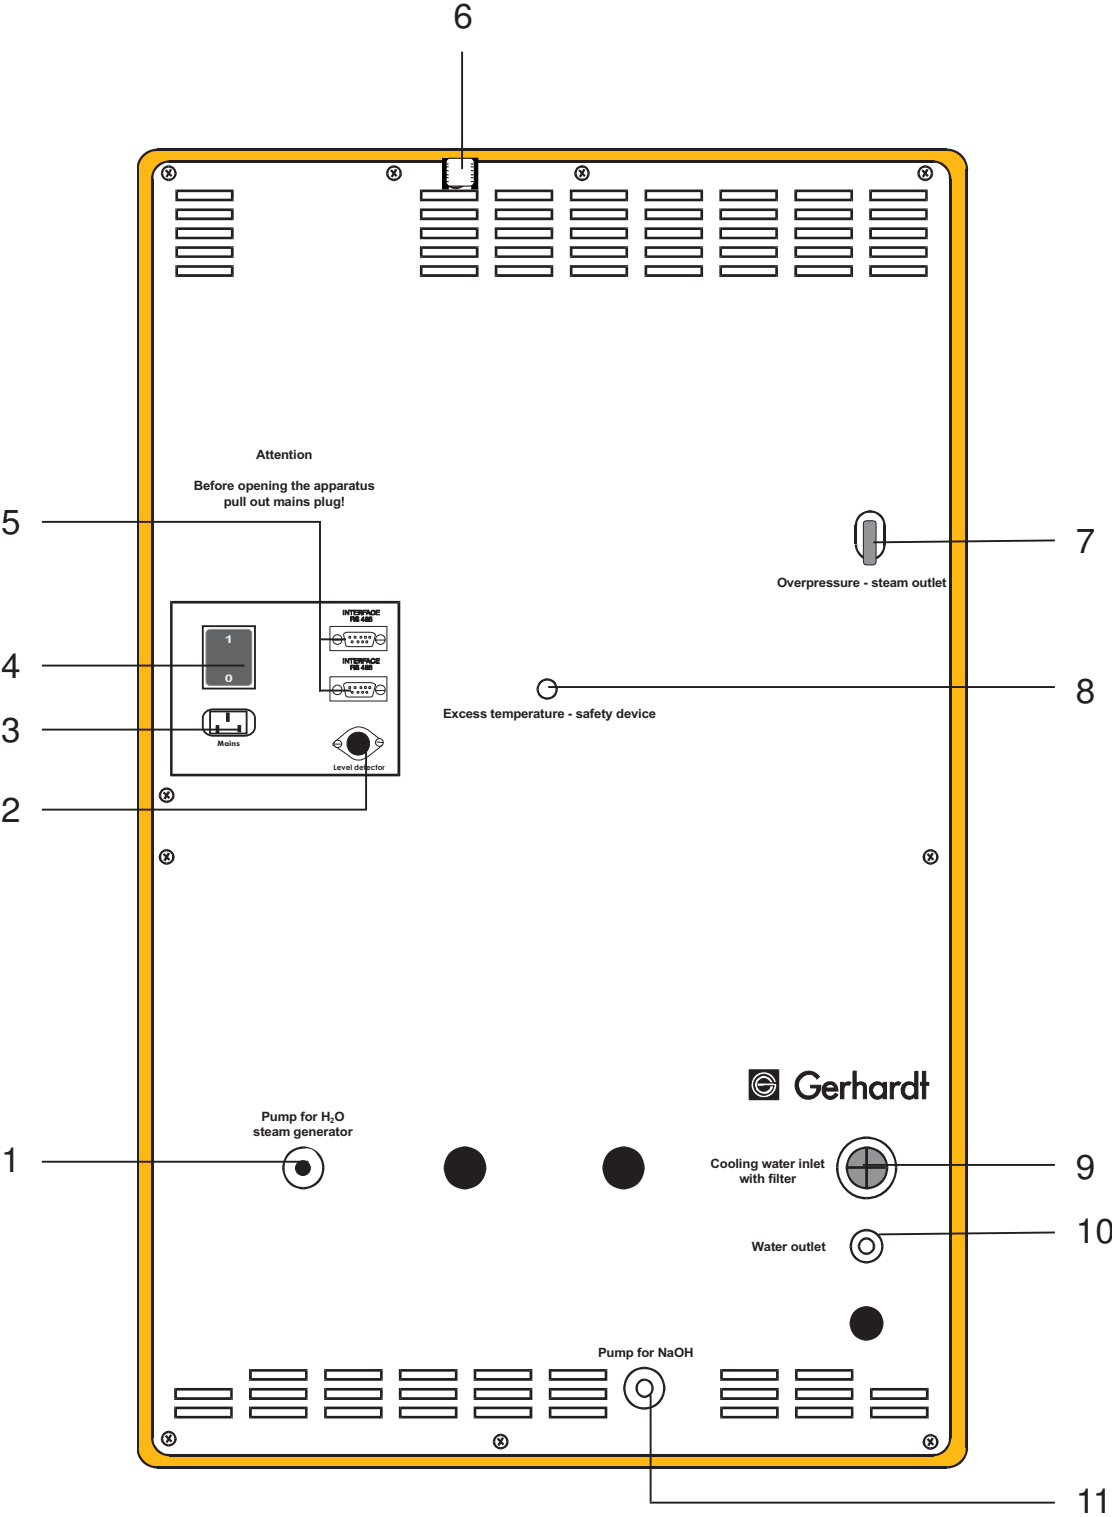 6
Attention
Before opening the apparatus
pull out mains plug!
5
7
Overpressure - steam outlet
INTERFACE
RS 485
1
INTERFACE
RS 485
4
0
8
Excess temperature - safety device
3
Mains
Level detector
2
Gerhardt
Pump for H₂O
steam generator
1
Cooling water inlet
with filter
9
Water outlet
10
Pump for NaOH
11